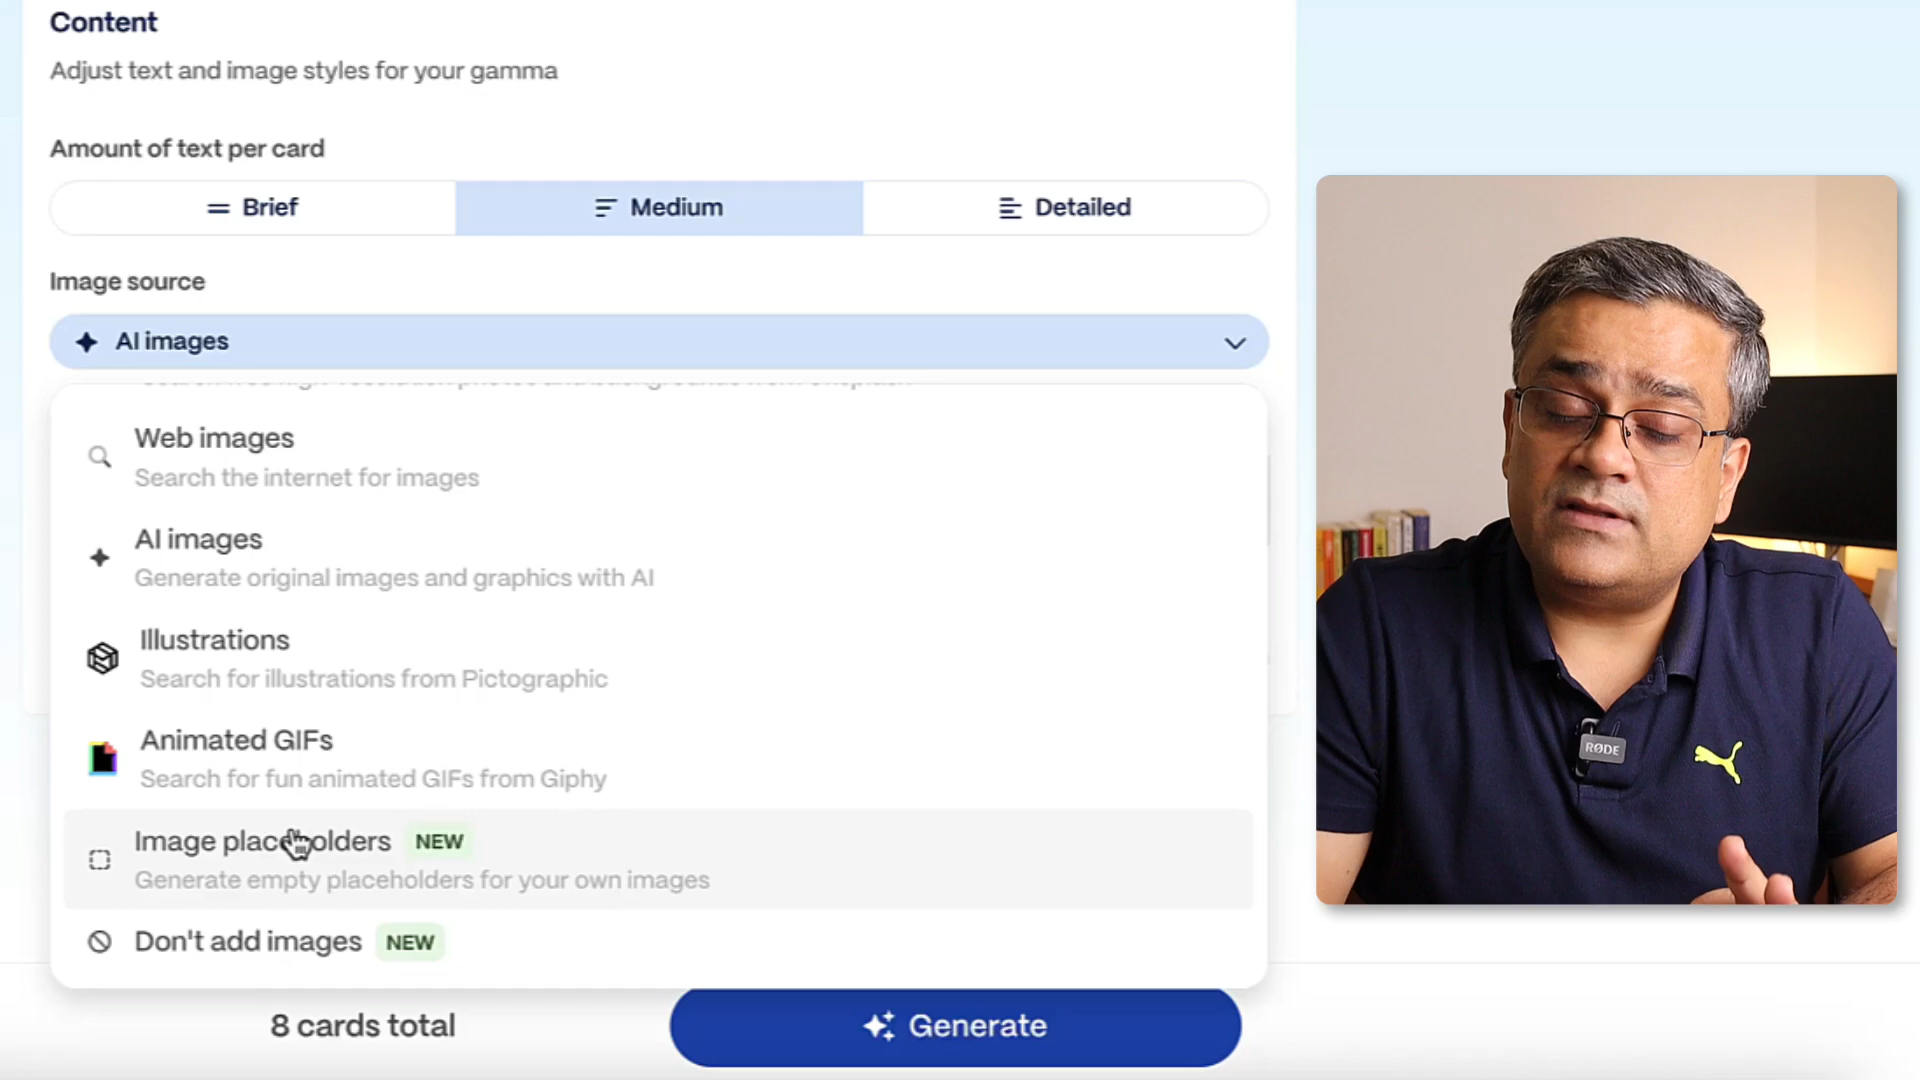 Content
Adjust text and image styles for your gamma
Amount of text per card
Brief
Medium
Detailed
Image source
AI images
Web images
Search the internet for images
AI images
Generate original images and graphics with AI
Illustrations
Search for illustrations from Pictographic
Animated GIFs
Search for fun animated GIFs from Giphy
Image placeholders NEW
Generate empty placeholders for your own images
Don't add images NEW
8 cards total
Generate
RØDE